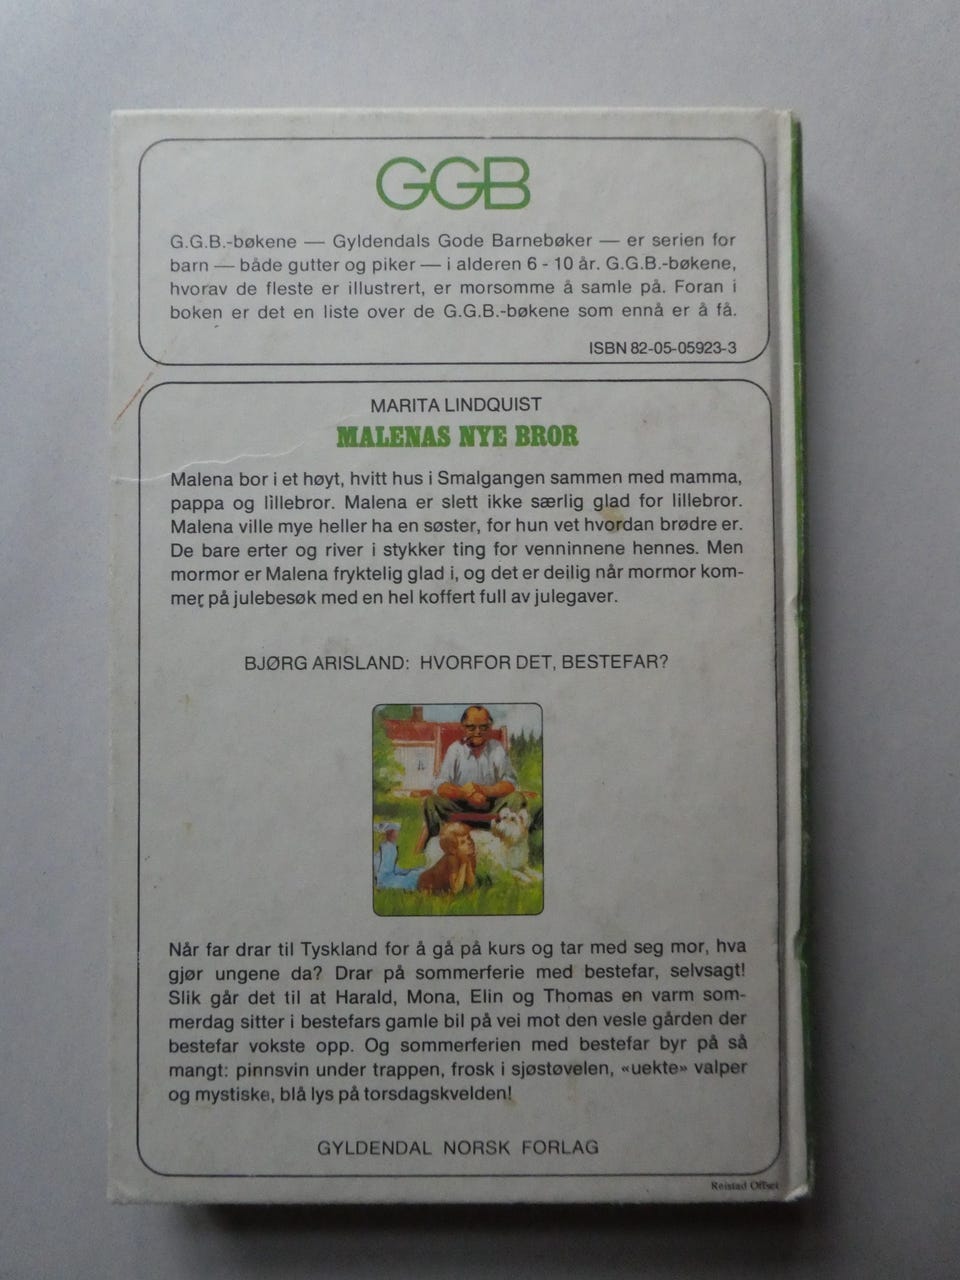 GGB
G.G.B.-bøkene — Gyldendals Gode Barnebøker — er serien for
barn — både gutter og piker — i alderen 6 - 10 år. G.G.B.-bøkene,
hvorav de fleste er illustrert, er morsomme å samle på. Foran i
boken er det en liste over de G.G.B.-bøkene som ennå er å få.
ISBN 82-05-05923-3
MARITA LINDQUIST
MALENAS NYE BROR
Malena bor i et høyt, hvitt hus i Smalgangen sammen med mamma,
pappa og lillebror. Malena er slett ikke særlig glad for lillebror.
Malena ville mye heller ha en søster, for hun vet hvordan brødre er.
De bare erter og river i stykker ting for venninnene hennes. Men
mormor er Malena fryktelig glad i, og det er deilig når mormor kom-
mer på julebesøk med en hel koffert full av julegaver.
BJØRG ARISLAND: HVORFOR DET, BESTEFAR?
Når far drar til Tyskland for å gå på kurs og tar med seg mor, hva
gjør ungene da? Drar på sommerferie med bestefar, selvsagt!
Slik går det til at Harald, Mona, Elin og Thomas en varm som-
merdag sitter i bestefars gamle bil på vei mot den vesle gården der
bestefar vokste opp. Og sommerferien med bestefar byr på så
mangt: pinnsvin under trappen, frosk i sjøstøvelen, «uekte» valper
og mystiske, blå lys på torsdagskvelden!
GYLDENDAL NORSK FORLAG
Reistad Offset